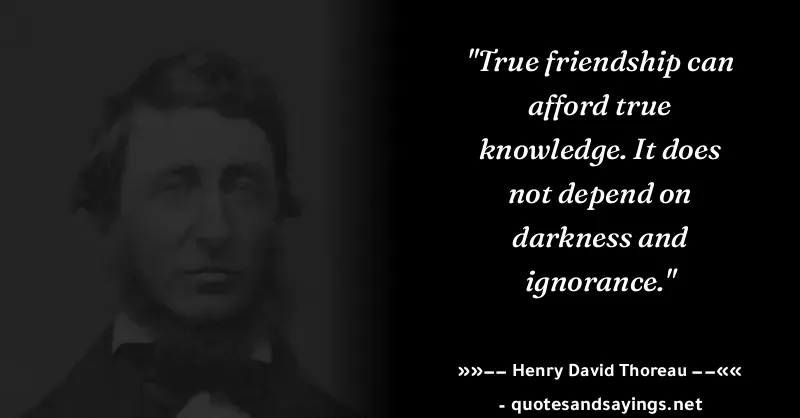 "True friendship can
afford true
knowledge. It does
not depend on
darkness and
ignorance."
»»−− Henry David Thoreau −−««
- quotesandsayings.net